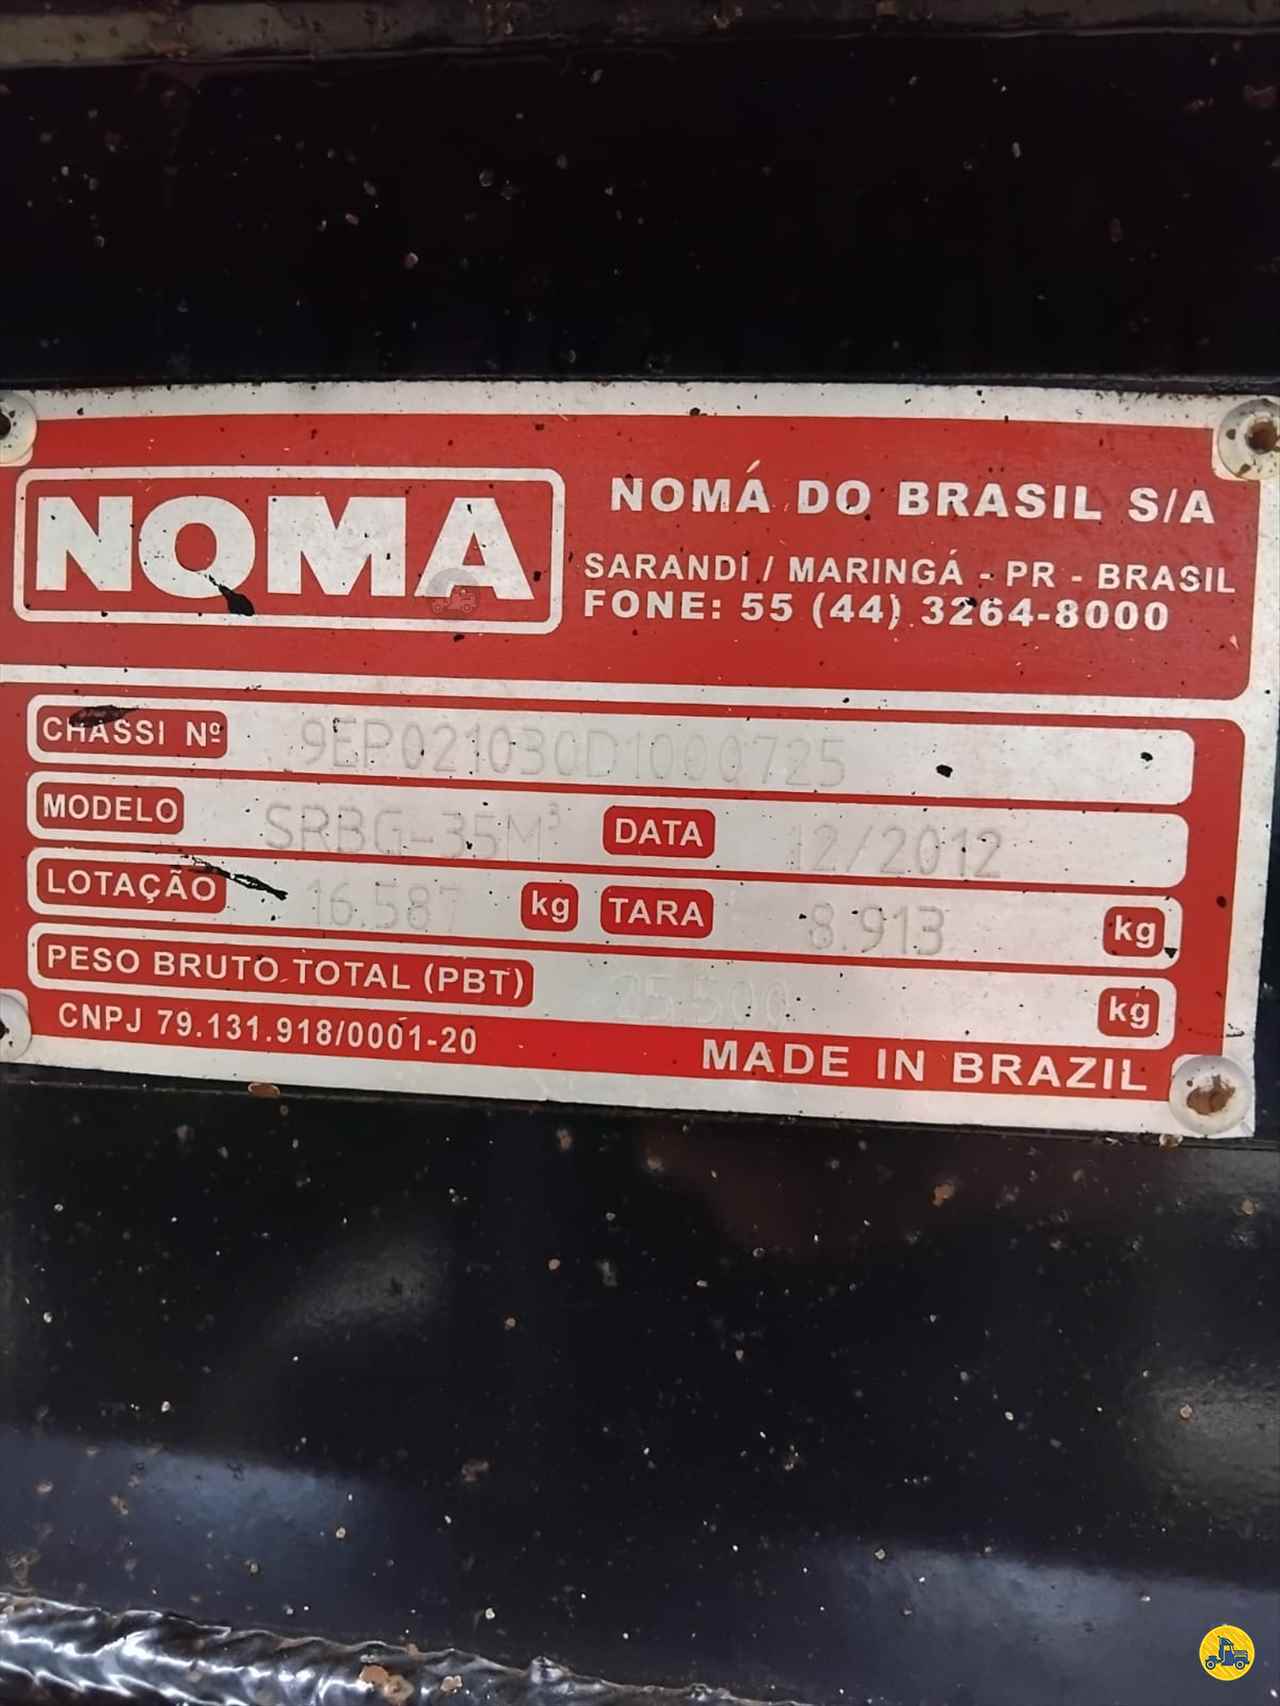 NOMA
NOMÁ DO BRASIL S/A
SARANDI / MARINGÁ - PR - BRASIL
FONE: 55 (44) 3264-8000
CHASSI Nº 9EP021030D1000725
MODELO SRBG-35M³ DATA 12/2012
LOTAÇÃO 16.587 kg TARA 8.913 kg
PESO BRUTO TOTAL (PBT) 25.500 kg
CNPJ 79.131.918/0001-20
MADE IN BRAZIL